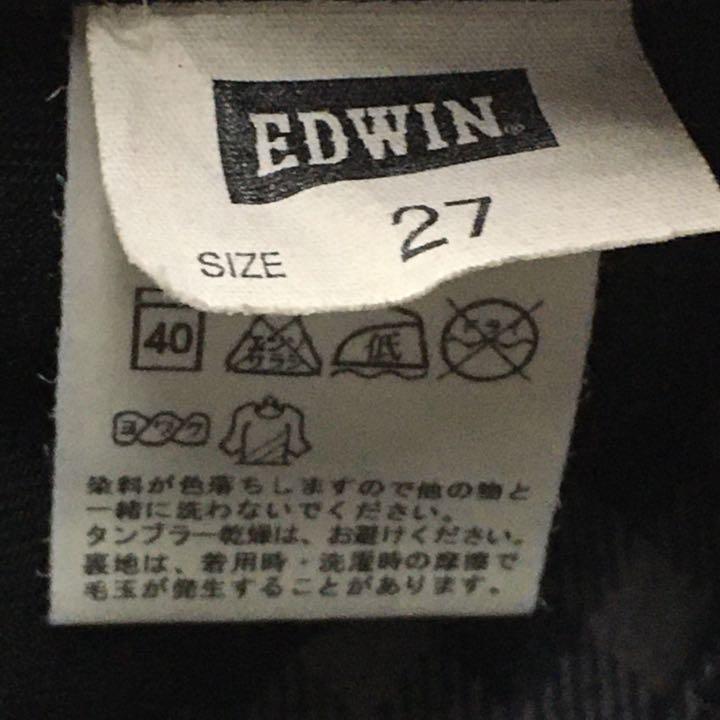 EDWIN®
SIZE 27
40 エンソ サラシ 低 ドライ
ヨワク
染料が色落ちしますので他の物と
一緒に洗わないでください。
タンブラー乾燥は、お避けください。
裏地は、着用時・洗濯時の摩擦で
毛玉が発生することがあります。